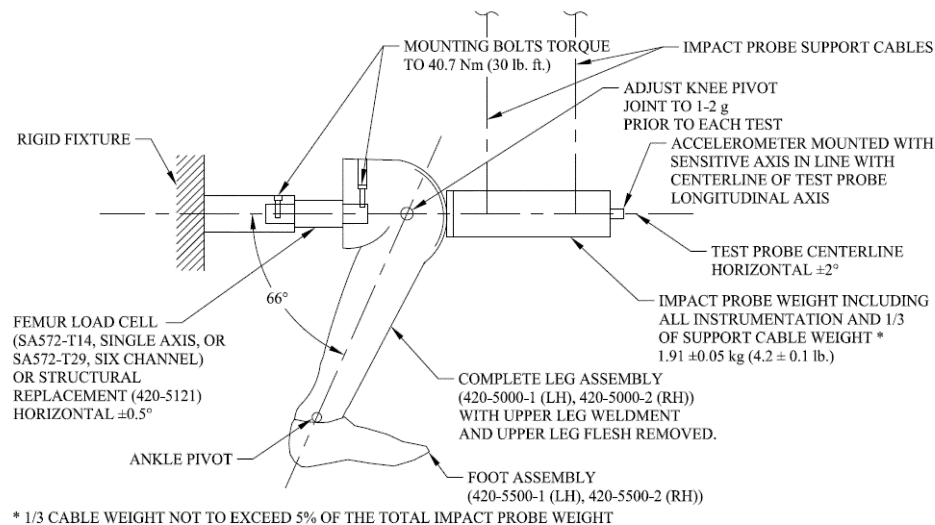 MOUNTING BOLTS TORQUE
TO 40.7 Nm (30 lb. ft.)
IMPACT PROBE SUPPORT CABLES
ADJUST KNEE PIVOT
JOINT TO 1-2 g
PRIOR TO EACH TEST
RIGID FIXTURE
ACCELEROMETER MOUNTED WITH
SENSITIVE AXIS IN LINE WITH
CENTERLINE OF TEST PROBE
LONGITUDINAL AXIS
TEST PROBE CENTERLINE
HORIZONTAL ±2°
66°
IMPACT PROBE WEIGHT INCLUDING
ALL INSTRUMENTATION AND 1/3
OF SUPPORT CABLE WEIGHT *
1.91 ±0.05 kg (4.2 ± 0.1 lb.)
FEMUR LOAD CELL
(SA572-T14, SINGLE AXIS, OR
SA572-T29, SIX CHANNEL)
OR STRUCTURAL
REPLACEMENT (420-5121)
HORIZONTAL ±0.5°
COMPLETE LEG ASSEMBLY
(420-5000-1 (LH), 420-5000-2 (RH))
WITH UPPER LEG WELDMENT
AND UPPER LEG FLESH REMOVED.
ANKLE PIVOT
FOOT ASSEMBLY
(420-5500-1 (LH), 420-5500-2 (RH))
* 1/3 CABLE WEIGHT NOT TO EXCEED 5% OF THE TOTAL IMPACT PROBE WEIGHT